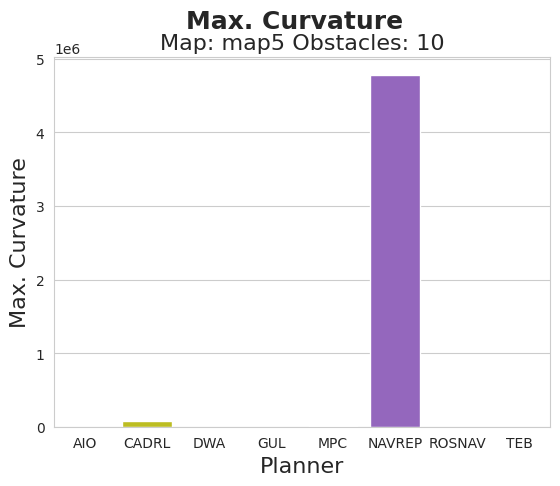 Max. Curvature
Map: map5 Obstacles: 10
1e6
5
4
3
2
1
0
Max. Curvature
AIO CADRL DWA GUL MPC NAVREP ROSNAV TEB
Planner